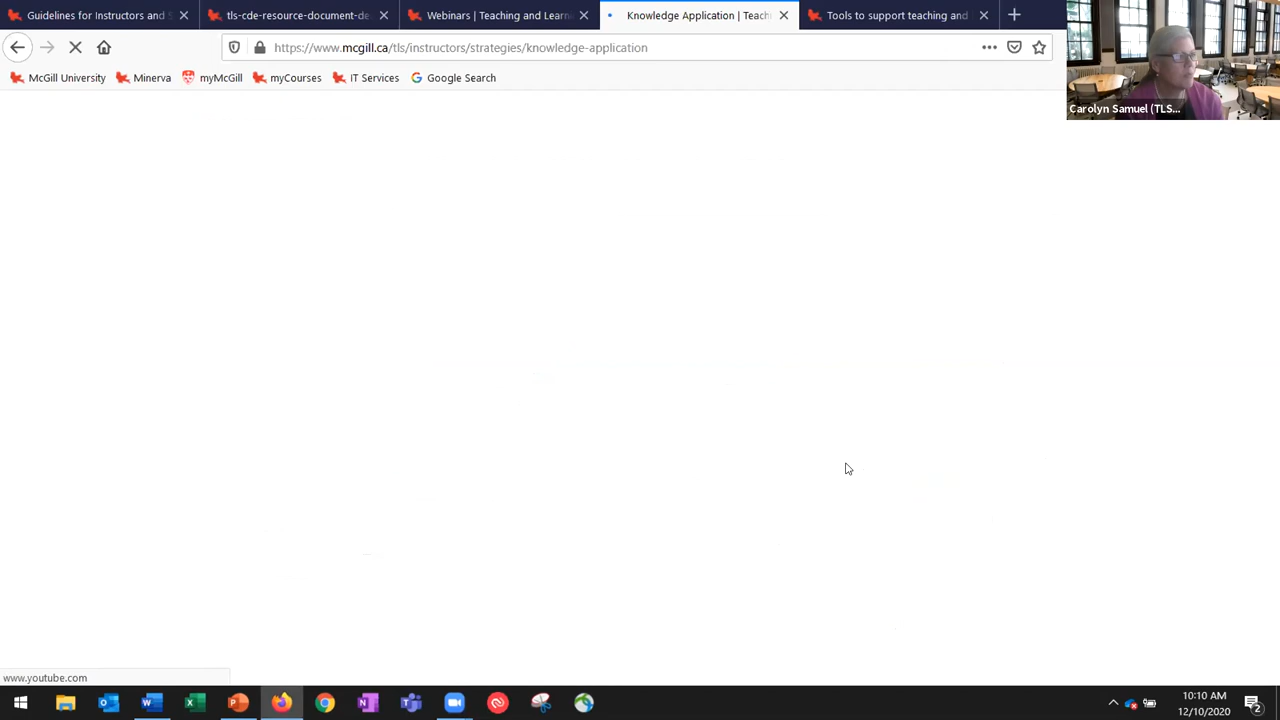 Guidelines for Instructors and S
tls-cde-resource-document-de
Webinars | Teaching and Learn
Knowledge Application | Teach
Tools to support teaching and
https://www.mcgill.ca/tls/instructors/strategies/knowledge-application
McGill University
Minerva
myMcGill
myCourses
IT Services
Google Search
Carolyn Samuel (TLS...
www.youtube.com
10:10 AM
12/10/2020
2